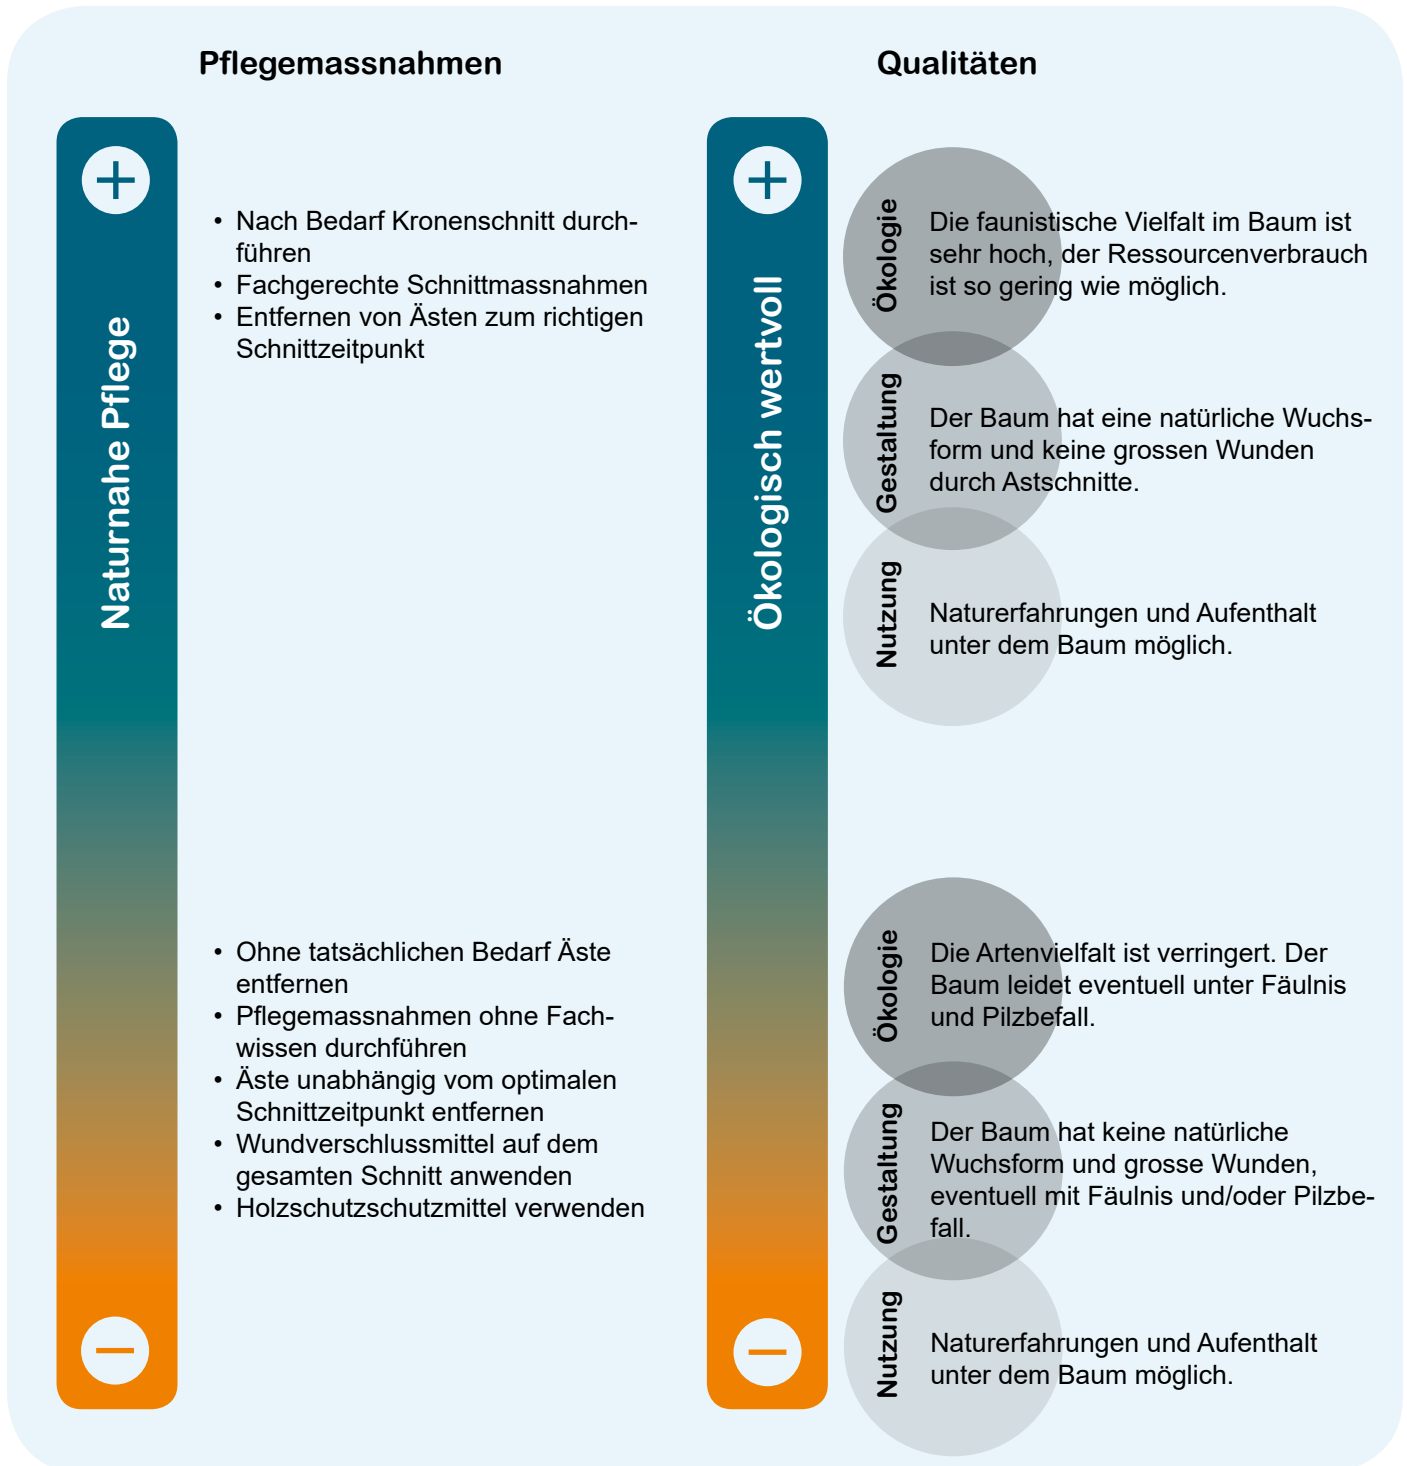 Pflegemassnahmen
Qualitäten
Naturnahe Pflege
• Nach Bedarf Kronenschnitt durch-
führen
• Fachgerechte Schnittmassnahmen
• Entfernen von Ästen zum richtigen
Schnittzeitpunkt
Ökologisch wertvoll
Ökologie
Die faunistische Vielfalt im Baum ist
sehr hoch, der Ressourcenverbrauch
ist so gering wie möglich.
Gestaltung
Der Baum hat eine natürliche Wuchs-
form und keine grossen Wunden
durch Astschnitte.
Nutzung
Naturerfahrungen und Aufenthalt
unter dem Baum möglich.
• Ohne tatsächlichen Bedarf Äste
entfernen
• Pflegemassnahmen ohne Fach-
wissen durchführen
• Äste unabhängig vom optimalen
Schnittzeitpunkt entfernen
• Wundverschlussmittel auf dem
gesamten Schnitt anwenden
• Holzschutzschutzmittel verwenden
Ökologie
Die Artenvielfalt ist verringert. Der
Baum leidet eventuell unter Fäulnis
und Pilzbefall.
Gestaltung
Der Baum hat keine natürliche
Wuchsform und grosse Wunden,
eventuell mit Fäulnis und/oder Pilzbe-
fall.
Nutzung
Naturerfahrungen und Aufenthalt
unter dem Baum möglich.